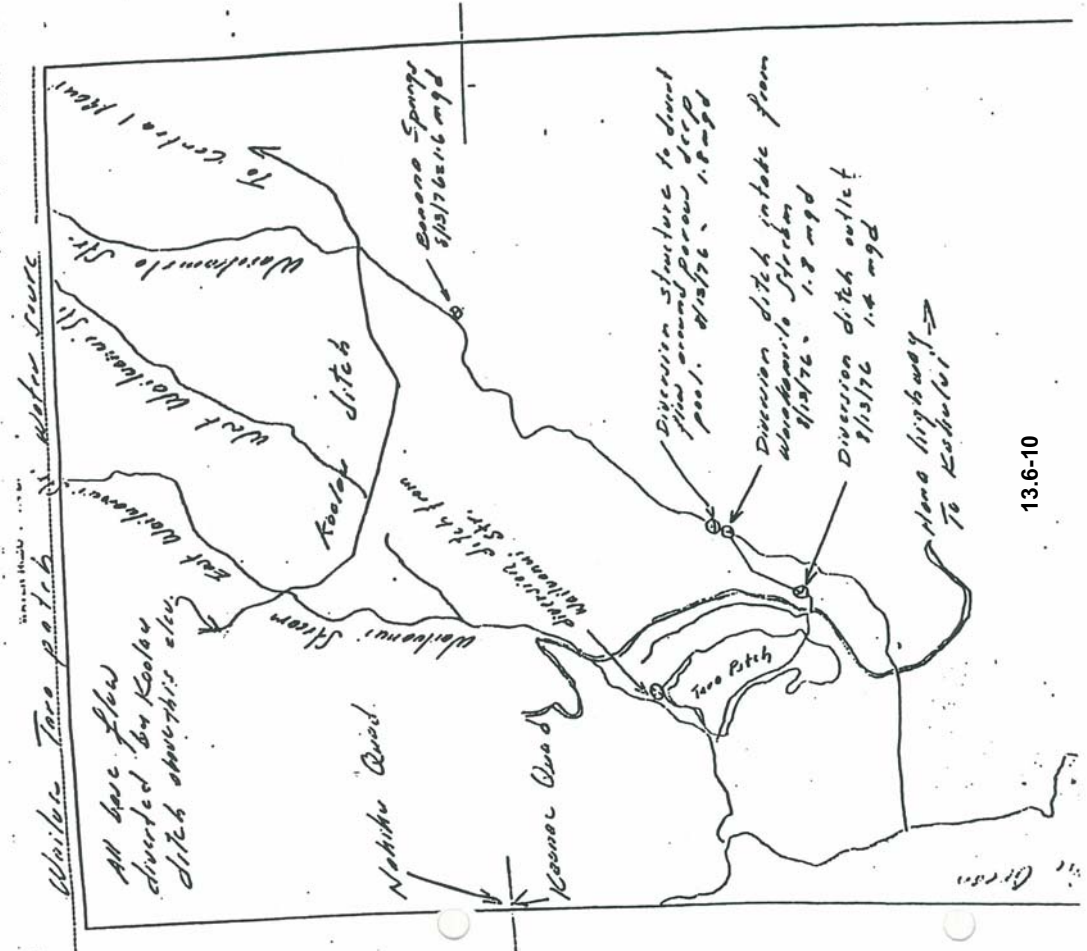 Wailua Taro patch Water Source
All base flow
diverted by Koolau
ditch above this elev.
East Wailuanui
West Wailuanui Str.
Waiokamilo Str.
To Central Maui
Koolau ditch
Banana Springs
8/13/76 1.6 mgd
Wailuanui Stream
diversion ditch from
Wailuanui Str.
Nahiku Quad.
Keanae Quad
Taro Patch
Diversion structure to divert
flow around porous deep
pool. 8/13/76 - 1.8 mgd
Diversion ditch intake from
Waiokamilo Stream
8/13/76 - 1.8 mgd
Diversion ditch outlet
8/13/76 1.4 mgd
Hana highway
To Kahului →
Ocean
13.6-10